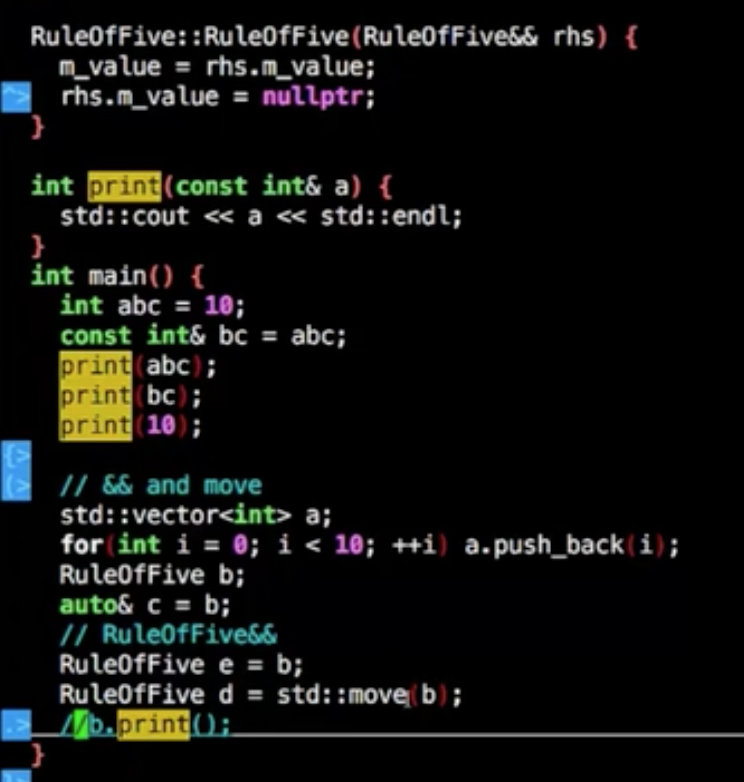 RuleOfFive::RuleOfFive(RuleOfFive&& rhs) {
  m_value = rhs.m_value;
  rhs.m_value = nullptr;
}
int print(const int& a) {
  std::cout << a << std::endl;
}
int main() {
  int abc = 10;
  const int& bc = abc;
  print(abc);
  print(bc);
  print(10);
  // && and move
  std::vector<int> a;
  for(int i = 0; i < 10; ++i) a.push_back(i);
  RuleOfFive b;
  auto& c = b;
  // RuleOfFive&&
  RuleOfFive e = b;
  RuleOfFive d = std::move(b);
  //b.print();
}